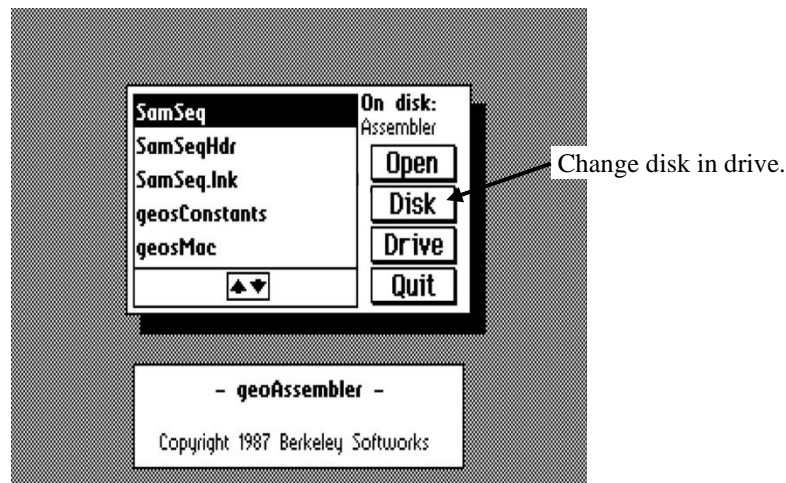 SamSeq
SamSeqHdr
SamSeq.lnk
geosConstants
geosMac
On disk:
Assembler
Open
Disk
Drive
Quit
Change disk in drive.
- geoAssembler -
Copyright 1987 Berkeley Softworks